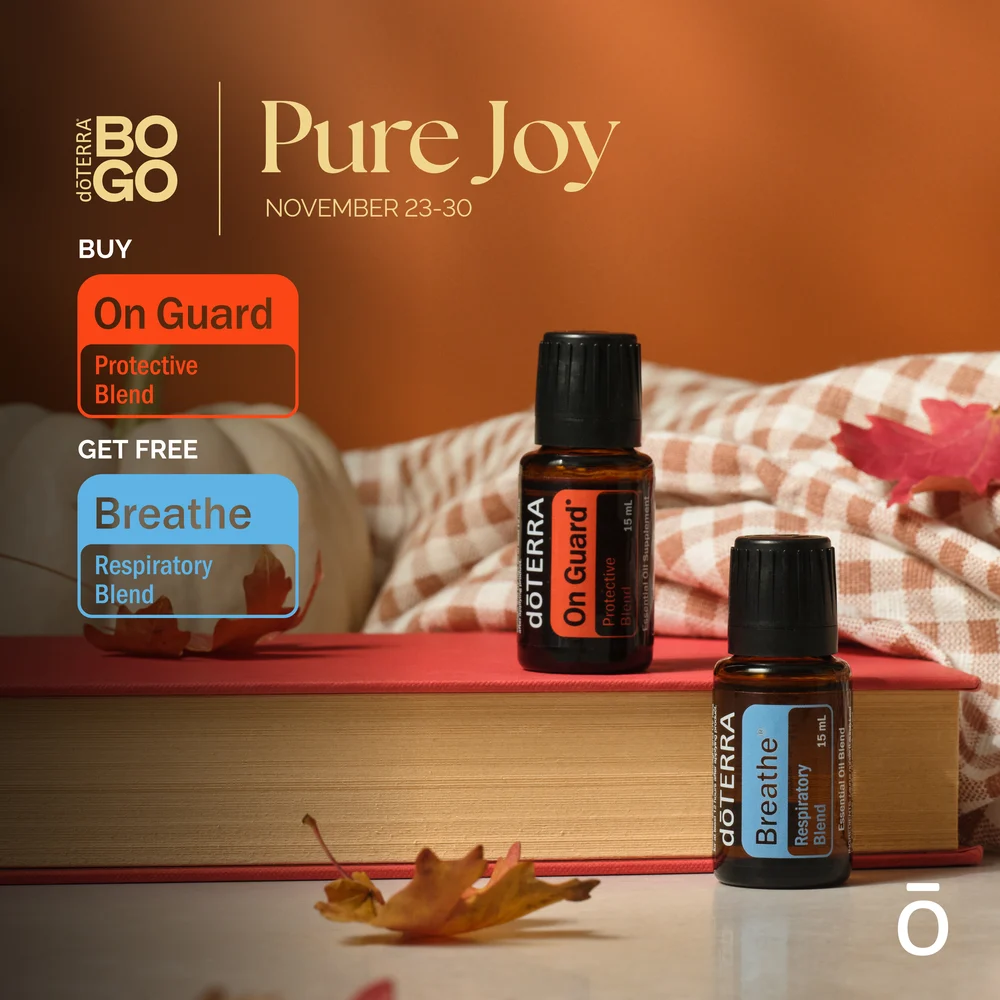 dōTERRA
BO
GO
Pure Joy
NOVEMBER 23-30
BUY
On Guard
Protective
Blend
GET FREE
Breathe
Respiratory
Blend
dōTERRA
On Guard®
Protective
Blend
15 mL
Essential Oil Supplement
dōTERRA
Breathe®
Respiratory
Blend
15 mL
Essential Oil Blend
ō